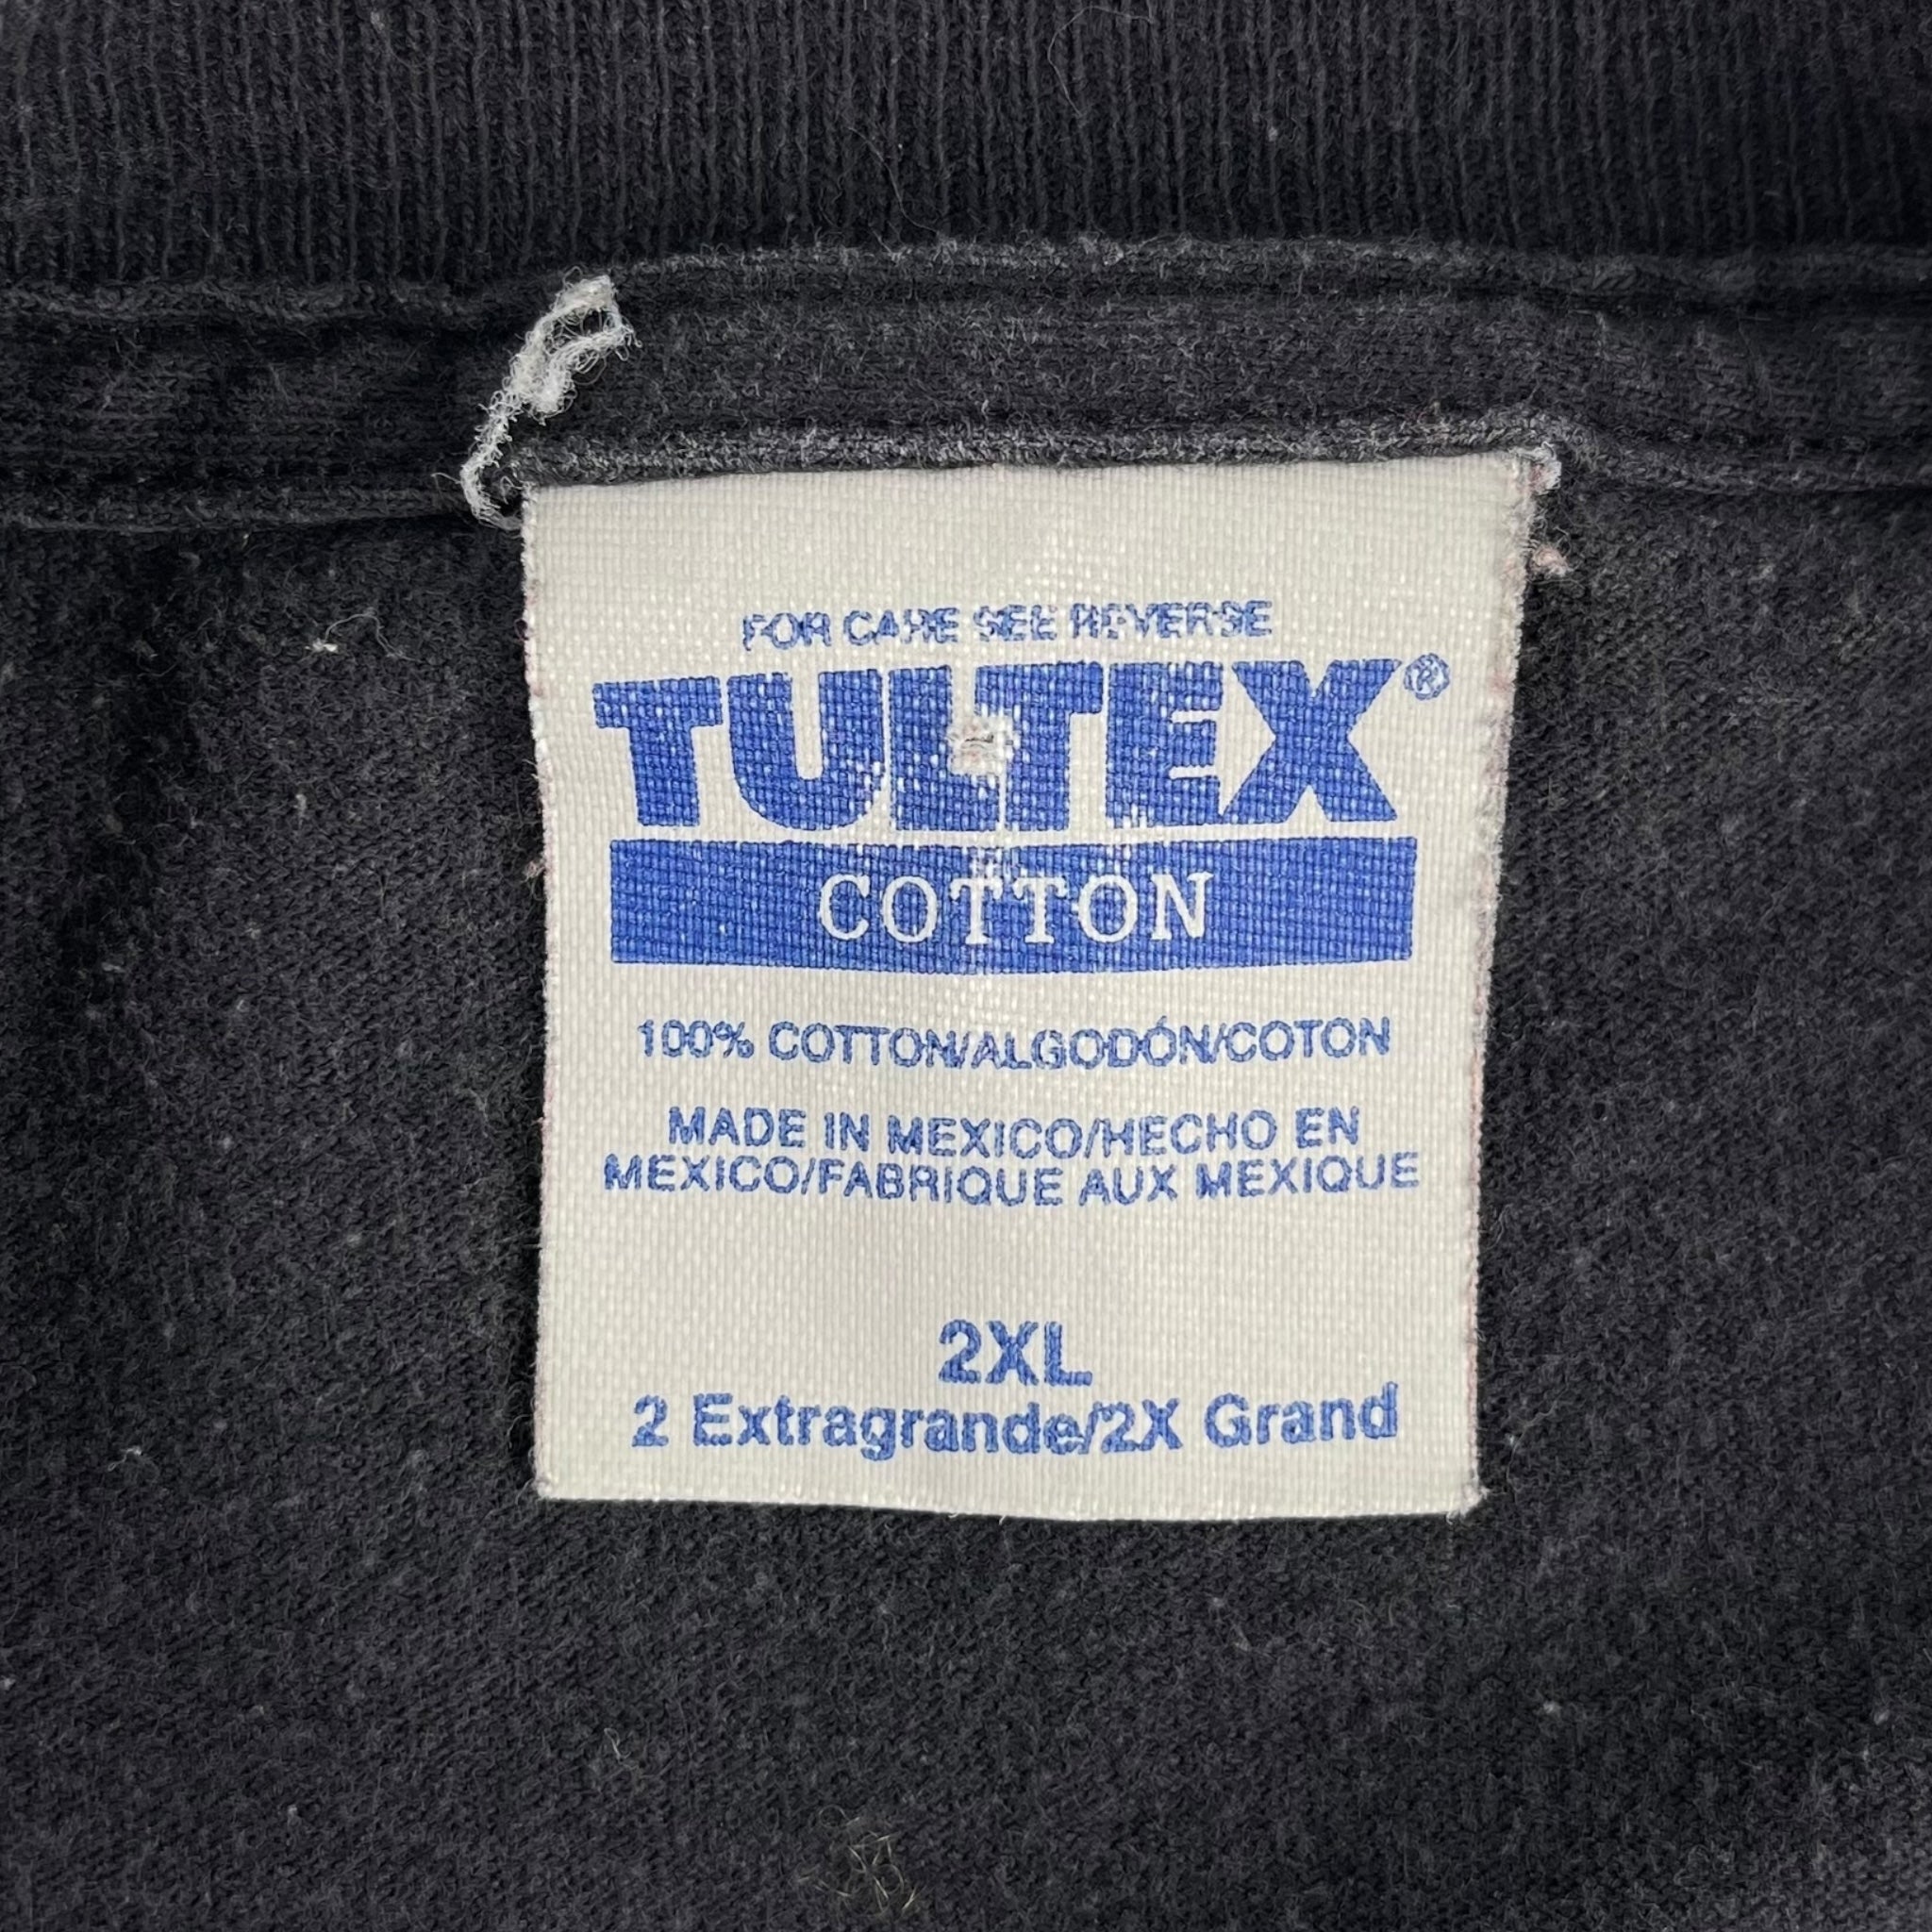 FOR CARE SEE REVERSE
TULTEX®
COTTON
100% COTTON/ALGODÓN/COTON
MADE IN MEXICO/HECHO EN
MEXICO/FABRIQUE AUX MEXIQUE
2XL
2 Extragrande/2X Grand